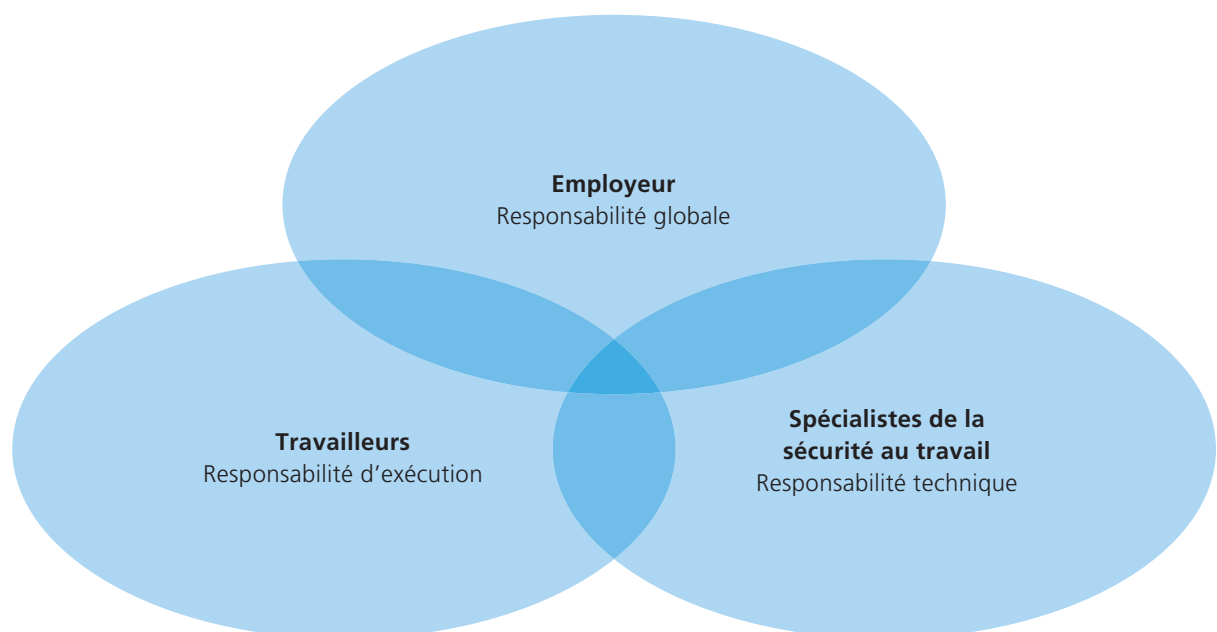 Employeur
Responsabilité globale
Travailleurs
Responsabilité d'exécution
Spécialistes de la
sécurité au travail
Responsabilité technique